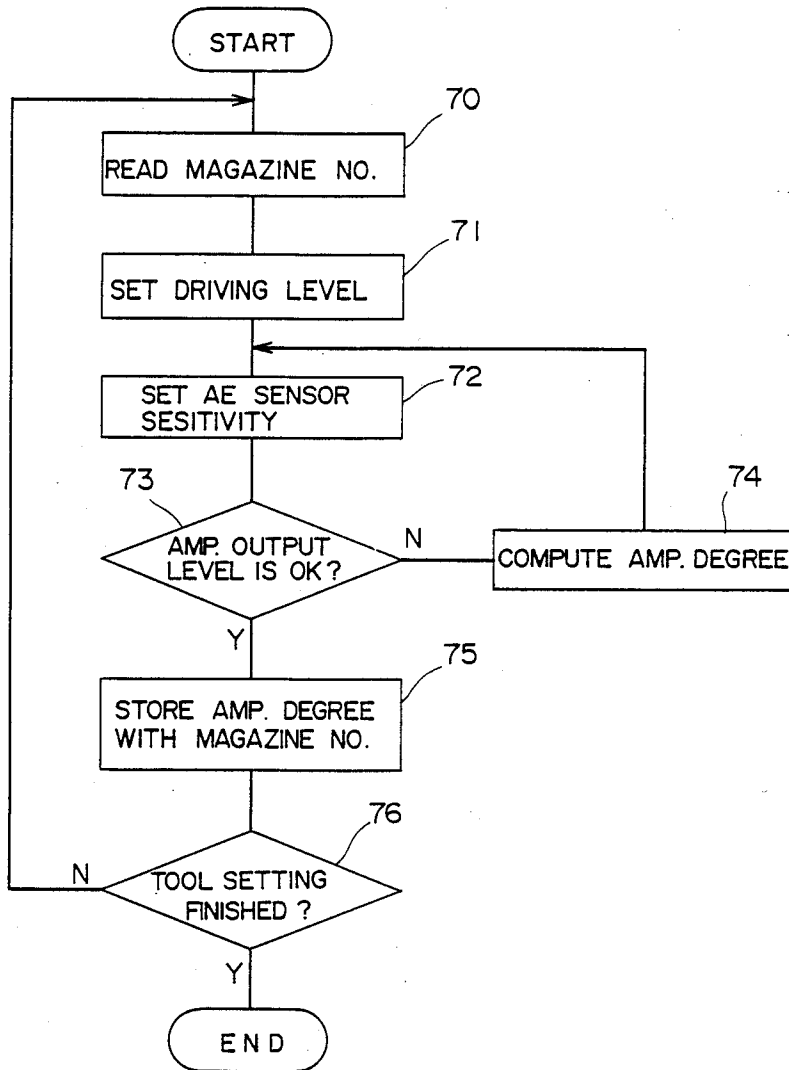 START
70
READ MAGAZINE NO.
71
SET DRIVING LEVEL
72
SET AE SENSOR
SESITIVITY
73
AMP. OUTPUT
LEVEL IS OK?
N
74
COMPUTE AMP. DEGREE
Y
75
STORE AMP. DEGREE
WITH MAGAZINE NO.
76
N
TOOL SETTING
FINISHED ?
Y
END